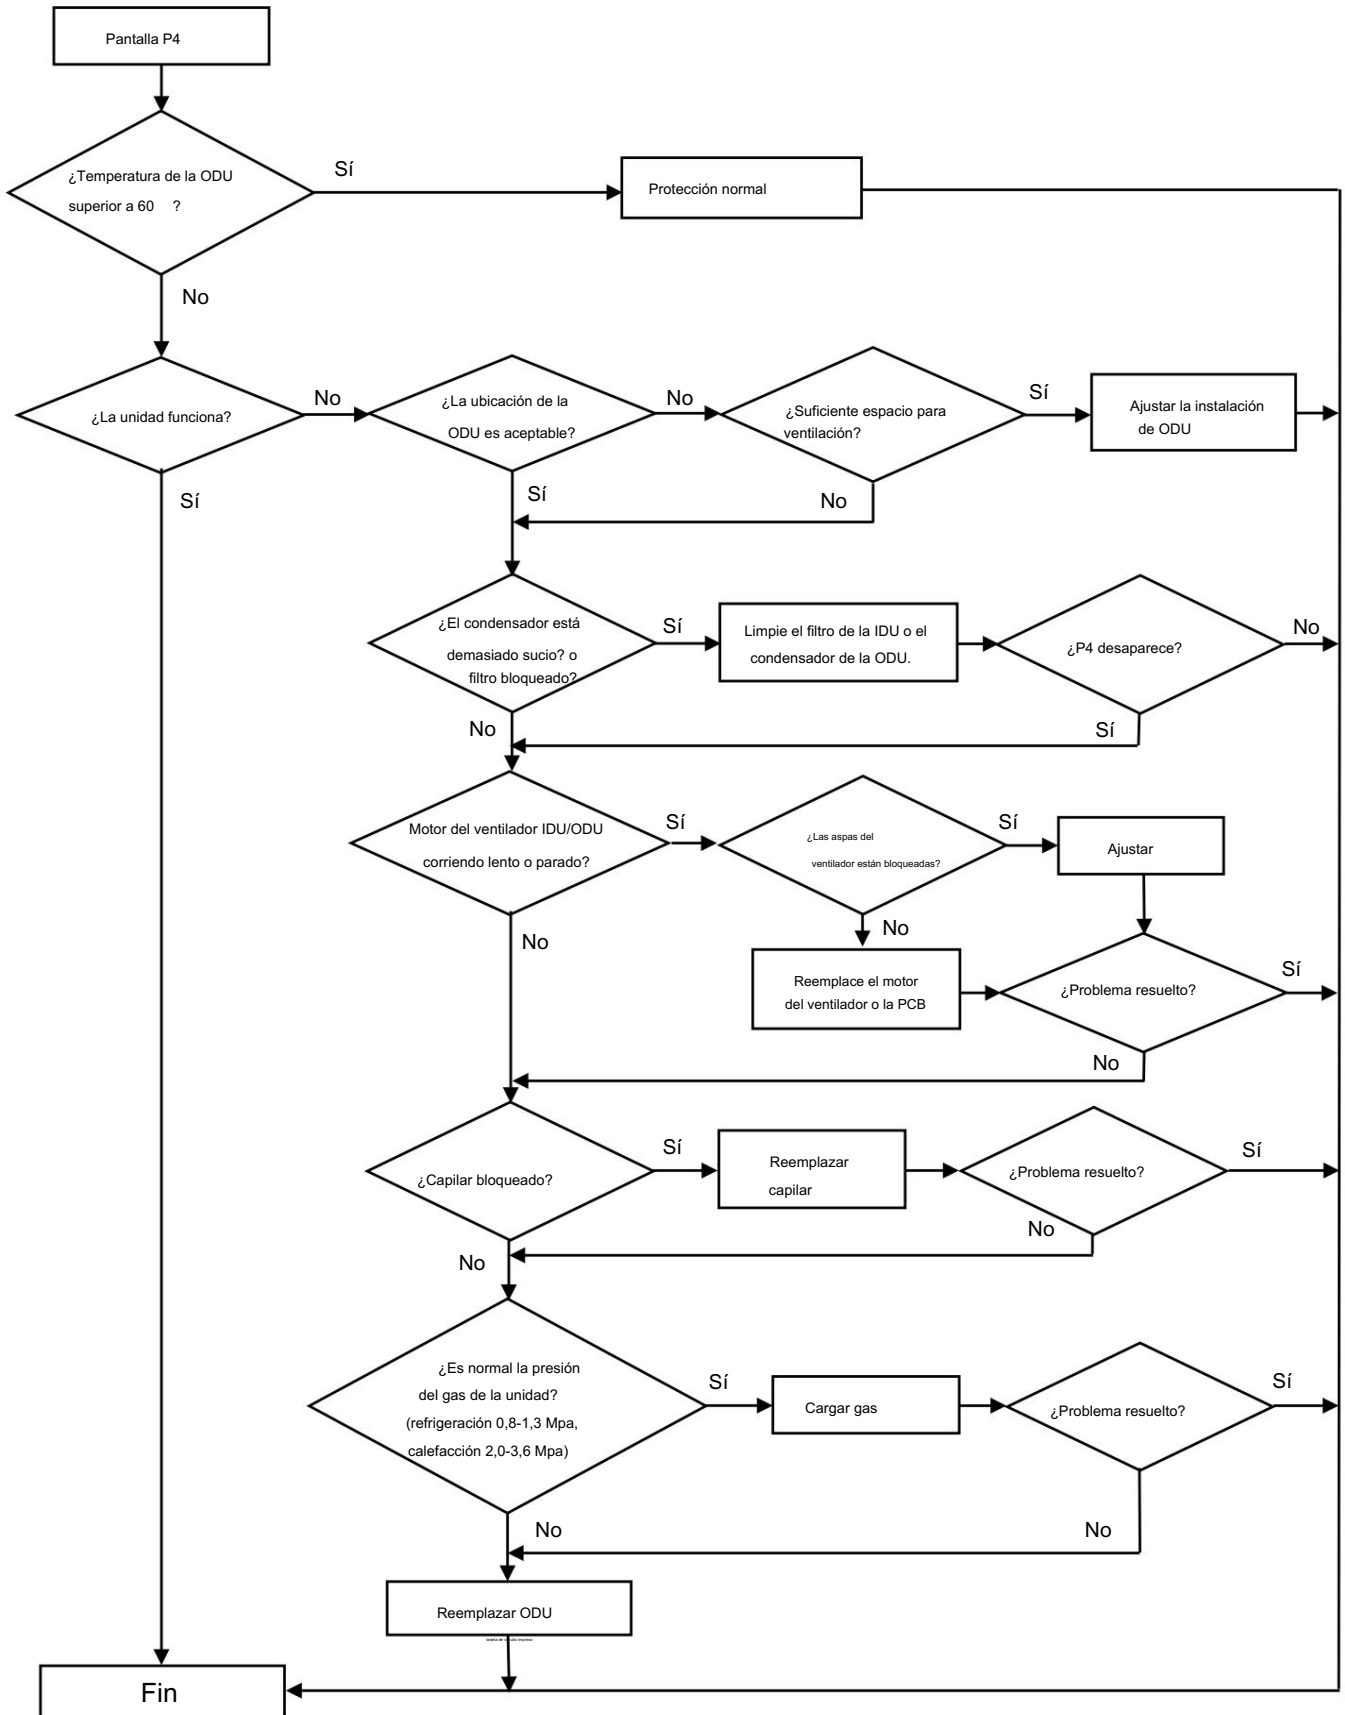 Pantalla P4
¿Temperatura de la ODU
superior a 60 ?
Sí
Protección normal
No
¿La unidad funciona?
No
¿La ubicación de la
ODU es aceptable?
No
¿Suficiente espacio para
ventilación?
Sí
Ajustar la instalación
de ODU
Sí
Sí
No
¿El condensador está
demasiado sucio? o
filtro bloqueado?
Sí
Limpie el filtro de la IDU o el
condensador de la ODU.
¿P4 desaparece?
No
No
Sí
Motor del ventilador IDU/ODU
corriendo lento o parado?
Sí
¿Las aspas del
ventilador están bloqueadas?
Sí
Ajustar
No
No
Reemplace el motor
del ventilador o la PCB
¿Problema resuelto?
Sí
No
¿Capilar bloqueado?
Sí
Reemplazar
capilar
¿Problema resuelto?
Sí
No
No
¿Es normal la presión
del gas de la unidad?
(refrigeración 0,8-1,3 Mpa,
calefacción 2,0-3,6 Mpa)
Sí
Cargar gas
¿Problema resuelto?
Sí
No
No
Reemplazar ODU
tarjeta de circuito impreso
Fin